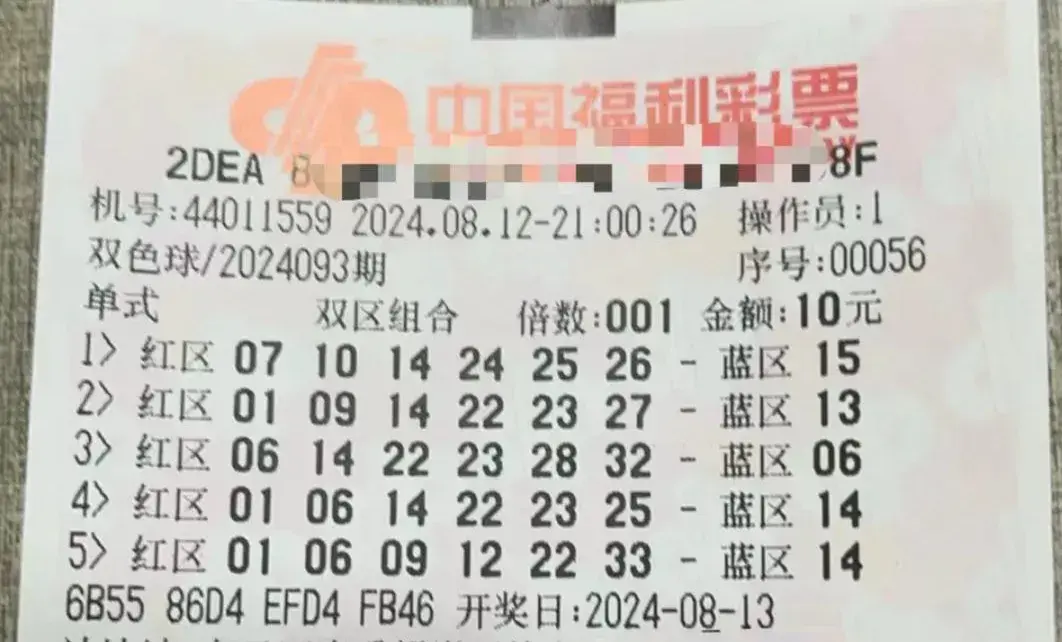 中国福利彩票
2DEA 8 8F
机号:44011559 2024.08.12-21:00:26 操作员:1
双色球/2024093期 序号:00056
单式 双区组合 倍数:001 金额:10元
1> 红区 07 10 14 24 25 26 - 蓝区 15
2> 红区 01 09 14 22 23 27 - 蓝区 13
3> 红区 06 14 22 23 28 32 - 蓝区 06
4> 红区 01 06 14 22 23 25 - 蓝区 14
5> 红区 01 06 09 12 22 33 - 蓝区 14
6B55 86D4 EFD4 FB46 开奖日:2024-08-13